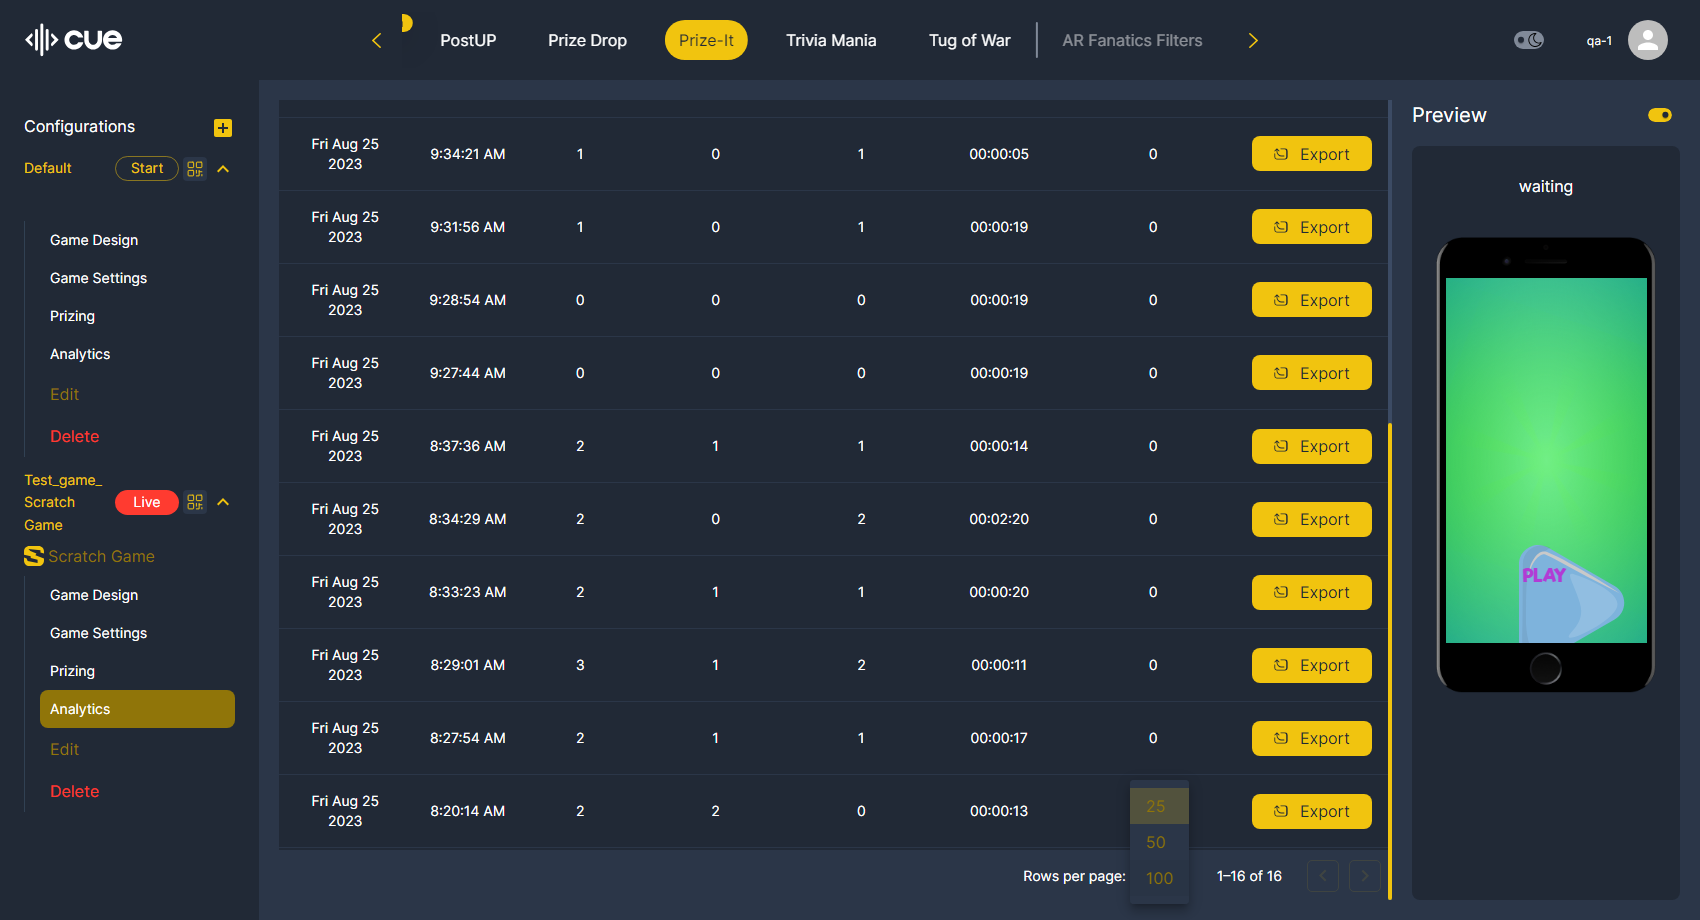 cue
PostUP
Prize Drop
Prize-It
Trivia Mania
Tug of War
AR Fanatics Filters
qa-1
Configurations
Default
Start
Game Design
Game Settings
Prizing
Analytics
Edit
Delete
Test_game_
Scratch
Game
Live
Scratch Game
Game Design
Game Settings
Prizing
Analytics
Edit
Delete
Fri Aug 25
2023
9:34:21 AM 1 0 1 00:00:05 0 Export
Fri Aug 25
2023
9:31:56 AM 1 0 1 00:00:19 0 Export
Fri Aug 25
2023
9:28:54 AM 0 0 0 00:00:19 0 Export
Fri Aug 25
2023
9:27:44 AM 0 0 0 00:00:19 0 Export
Fri Aug 25
2023
8:37:36 AM 2 1 1 00:00:14 0 Export
Fri Aug 25
2023
8:34:29 AM 2 0 2 00:02:20 0 Export
Fri Aug 25
2023
8:33:23 AM 2 1 1 00:00:20 0 Export
Fri Aug 25
2023
8:29:01 AM 3 1 2 00:00:11 0 Export
Fri Aug 25
2023
8:27:54 AM 2 1 1 00:00:17 0 Export
Fri Aug 25
2023
8:20:14 AM 2 2 0 00:00:13 Export
25
50
100
Rows per page:
1–16 of 16
Preview
waiting
PLAY